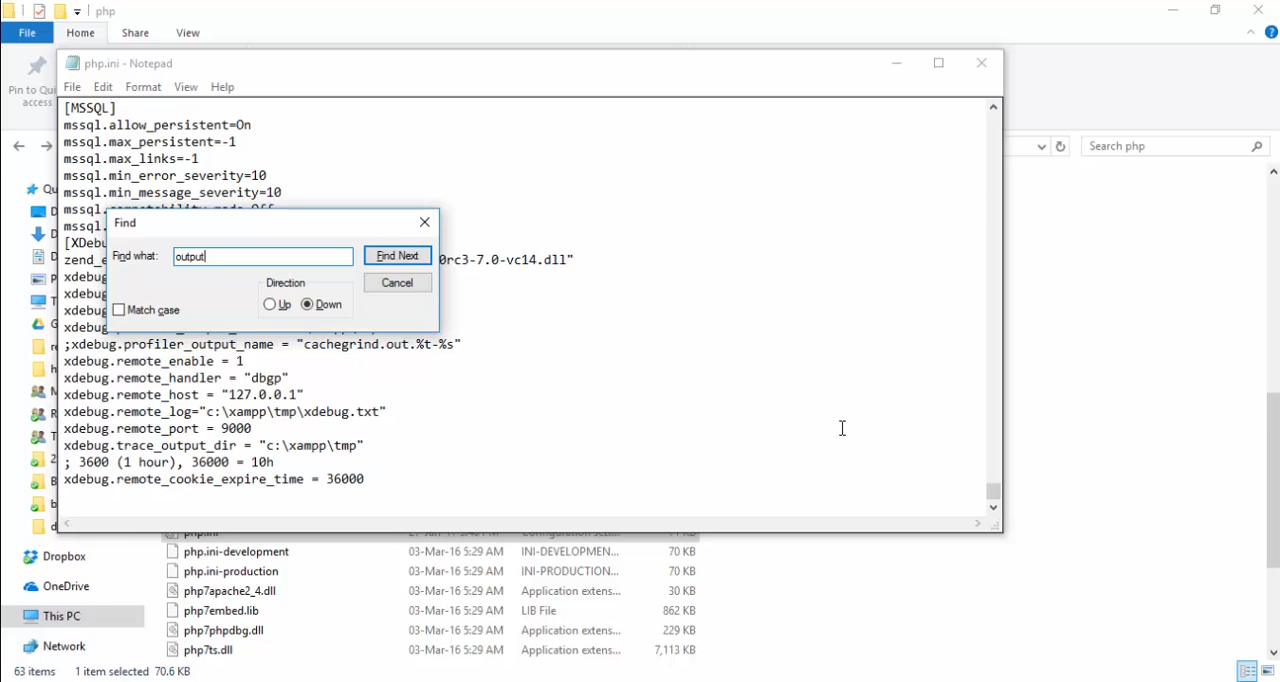 php
File
Home
Share
View
Pin to Qui
access
php.ini - Notepad
File Edit Format View Help
[MSSQL]
mssql.allow_persistent=On
mssql.max_persistent=-1
mssql.max_links=-1
mssql.min_error_severity=10
mssql.min_message_severity=10
Search php
Find
Find what:
output
Find Next
Cancel
Direction
Up
Down
Match case
0rc3-7.0-vc14.dll"
;xdebug.profiler_output_name = "cachegrind.out.%t-%s"
xdebug.remote_enable = 1
xdebug.remote_handler = "dbgp"
xdebug.remote_host = "127.0.0.1"
xdebug.remote_log="c:\xampp\tmp\xdebug.txt"
xdebug.remote_port = 9000
xdebug.trace_output_dir = "c:\xampp\tmp"
; 3600 (1 hour), 36000 = 10h
xdebug.remote_cookie_expire_time = 36000
Dropbox
OneDrive
This PC
Network
php.ini-development 03-Mar-16 5:29 AM INI-DEVELOPMEN... 70 KB
php.ini-production 03-Mar-16 5:29 AM INI-PRODUCTION... 70 KB
php7apache2_4.dll 03-Mar-16 5:29 AM Application extens... 30 KB
php7embed.lib 03-Mar-16 5:29 AM LIB File 862 KB
php7phpdbg.dll 03-Mar-16 5:29 AM Application extens... 229 KB
php7ts.dll 03-Mar-16 5:29 AM Application extens... 7,113 KB
63 items 1 item selected 70.6 KB